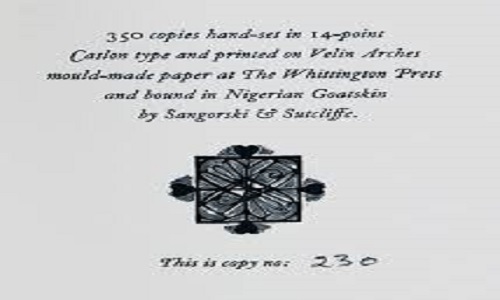 350 copies hand-set in 14-point
Caslon type and printed on Velin Arches
mould-made paper at The Whittington Press
and bound in Nigerian Goatskin
by Sangorski & Sutcliffe.
This is copy no: 230